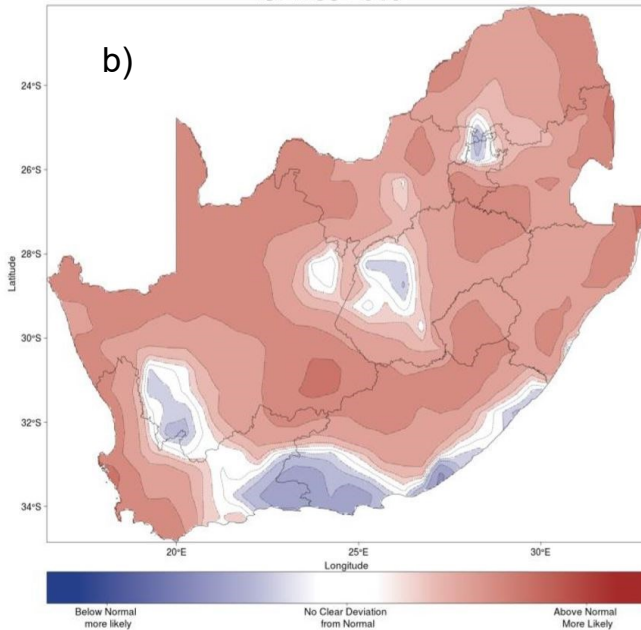 b)
24°S
26°S
28°S
Latitude
30°S
32°S
34°S
20°E
25°E
30°E
Longitude
Below Normal
more likely
No Clear Deviation
from Normal
Above Normal
More Likely